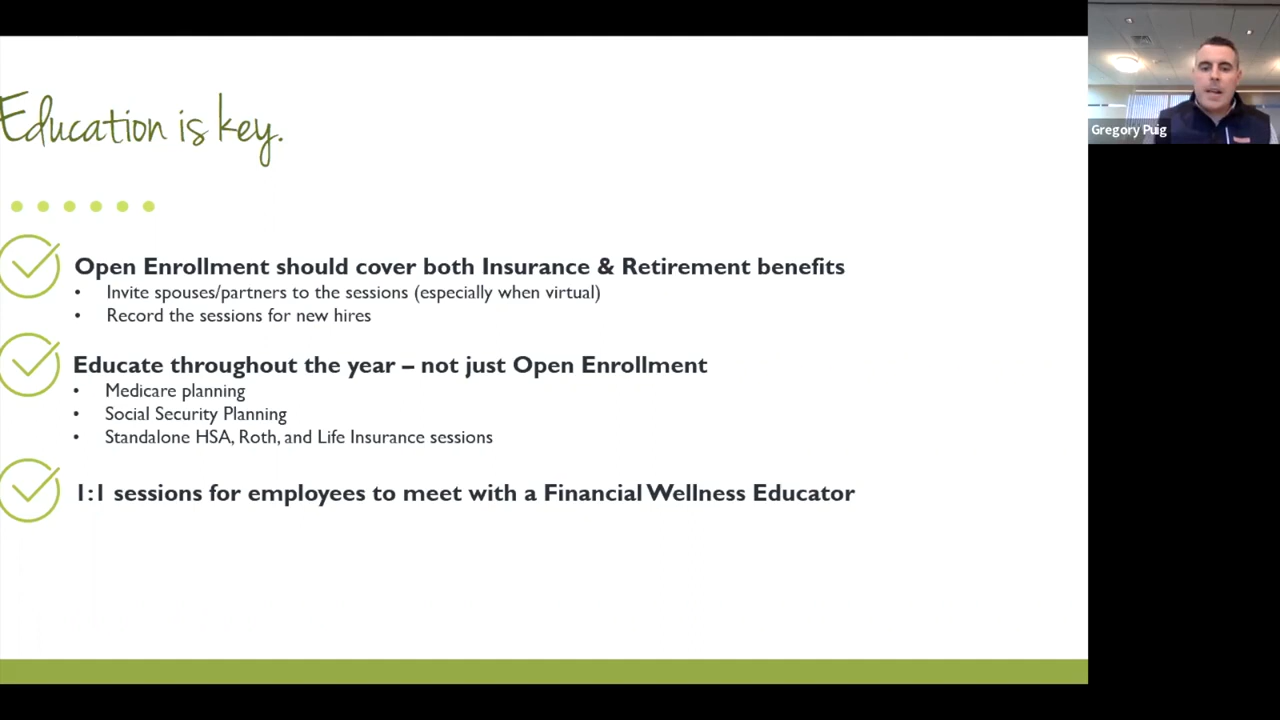 Education is key.
Gregory Puig
Open Enrollment should cover both Insurance & Retirement benefits
• Invite spouses/partners to the sessions (especially when virtual)
• Record the sessions for new hires
Educate throughout the year – not just Open Enrollment
• Medicare planning
• Social Security Planning
• Standalone HSA, Roth, and Life Insurance sessions
1:1 sessions for employees to meet with a Financial Wellness Educator